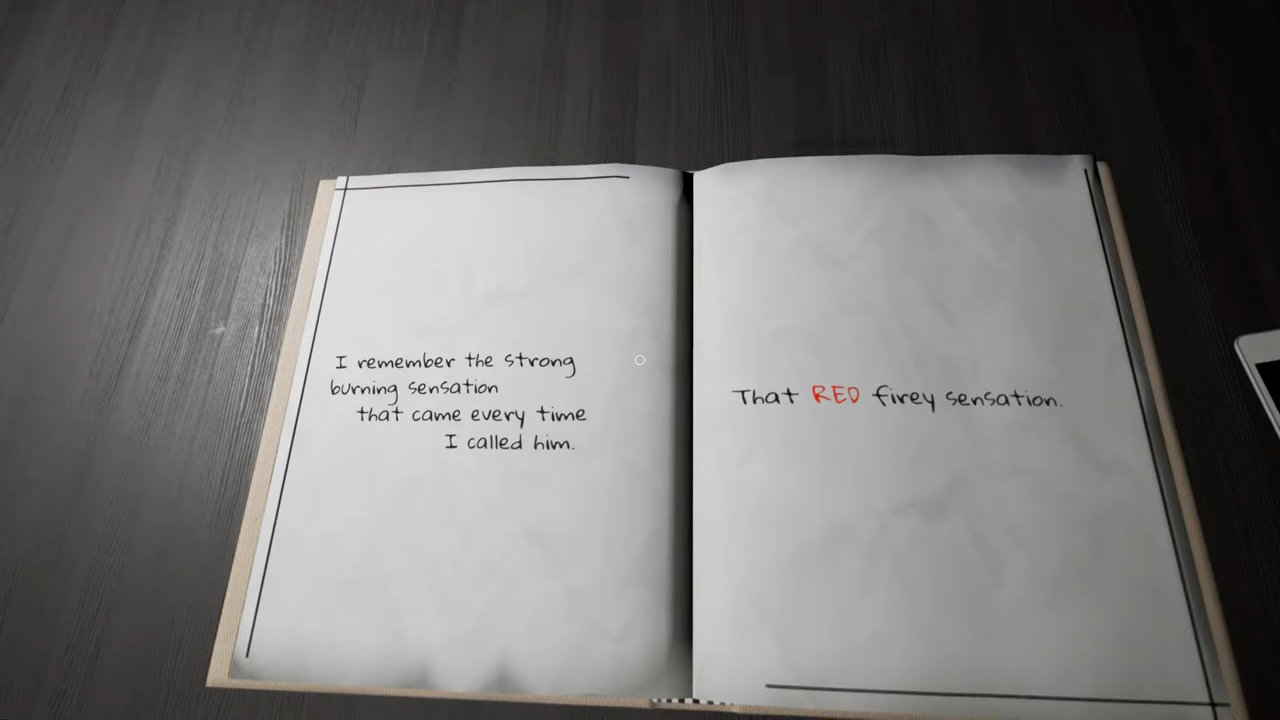 I remember the strong
burning sensation
that came every time
I called him.
That RED firey sensation.